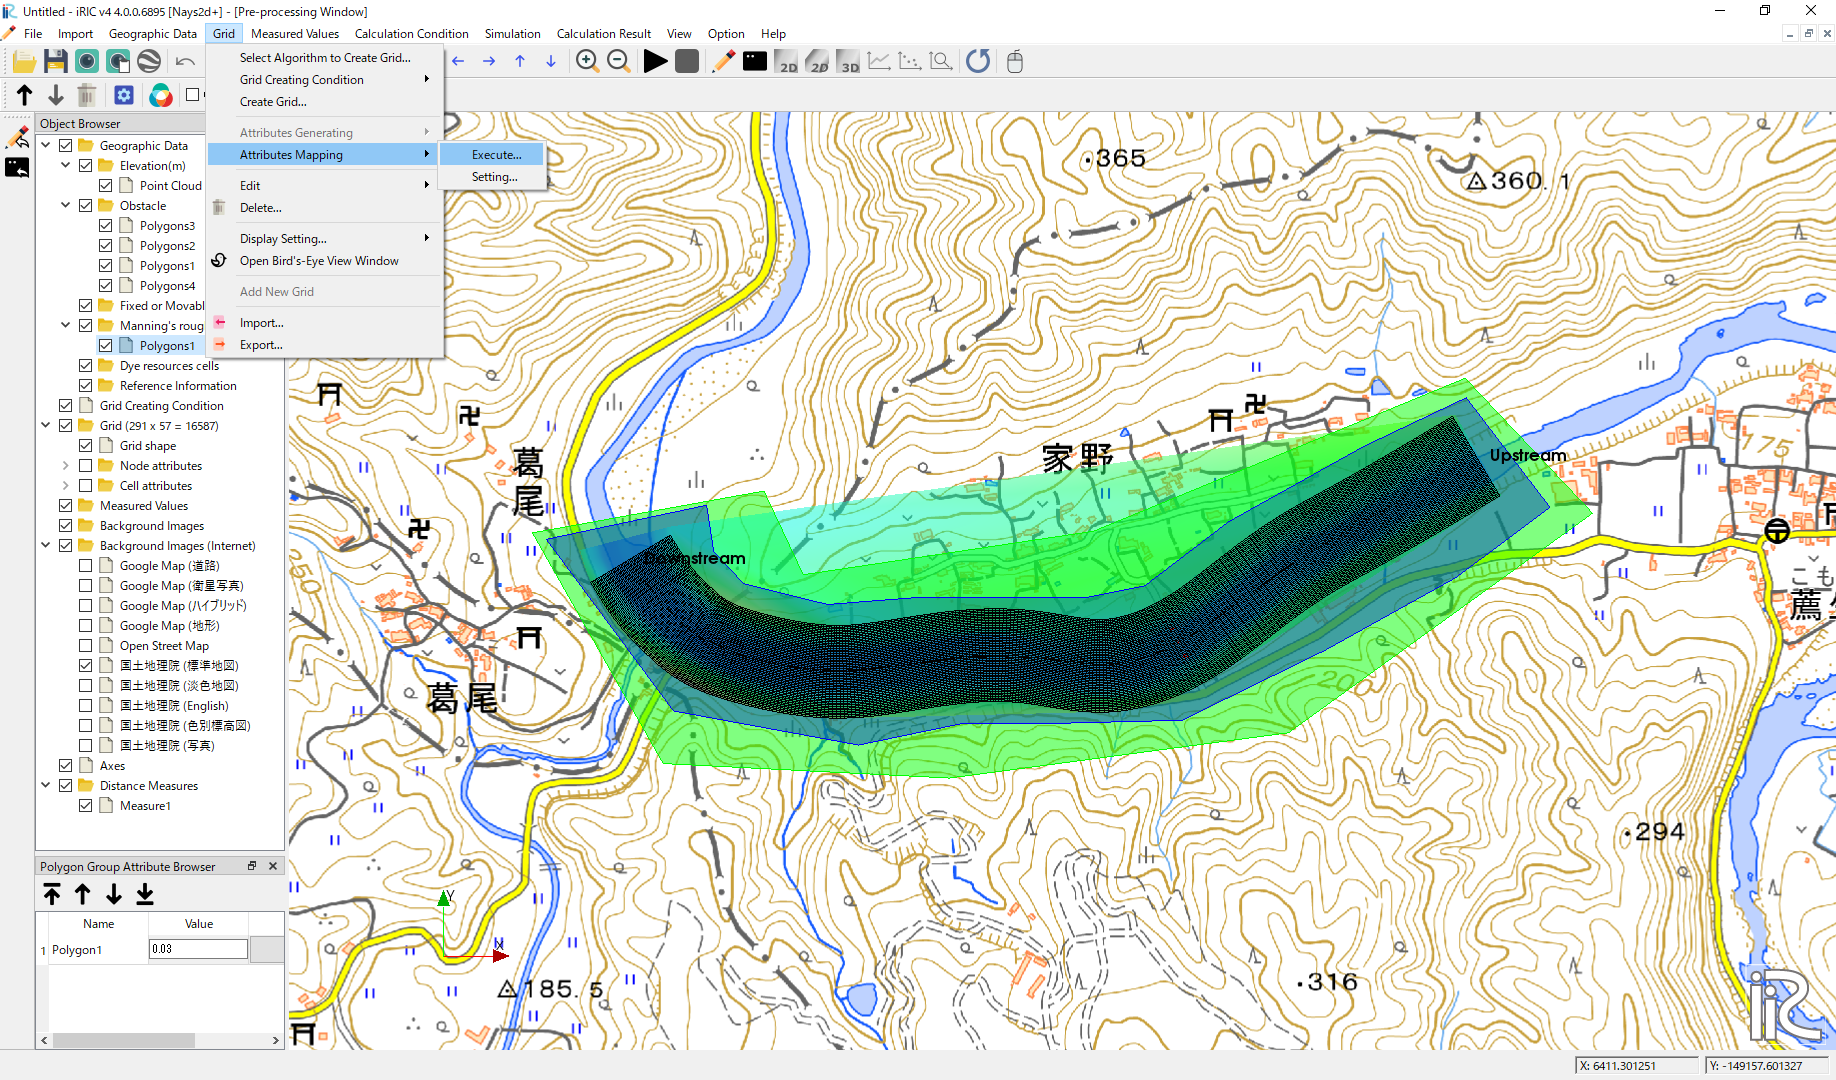 Untitled - iRIC v4 4.0.0.6895 [Nays2d+] - [Pre-processing Window]
File Import Geographic Data Grid Measured Values Calculation Condition Simulation Calculation Result View Option Help
2D 2D 3D
Select Algorithm to Create Grid...
Grid Creating Condition
Create Grid...
Attributes Generating
Attributes Mapping
Execute...
Setting...
Edit
Delete...
Display Setting...
Open Bird's-Eye View Window
Add New Grid
Import...
Export...
Object Browser
Geographic Data
Elevation(m)
Point Cloud
Obstacle
Polygons3
Polygons2
Polygons1
Polygons4
Fixed or Movabl
Manning's roug
Polygons1
Dye resources cells
Reference Information
Grid Creating Condition
Grid (291 x 57 = 16587)
Grid shape
Node attributes
Cell attributes
Measured Values
Background Images
Background Images (Internet)
Google Map (道路)
Google Map (衛星写真)
Google Map (ハイブリッド)
Google Map (地形)
Open Street Map
国土地理院 (標準地図)
国土地理院 (淡色地図)
国土地理院 (English)
国土地理院 (色別標高図)
国土地理院 (写真)
Axes
Distance Measures
Measure1
Polygon Group Attribute Browser
Name Value
1 Polygon1 0.03
365
360.1
家野
Upstream
175
葛尾
Downstream
葛尾
200
250
こも
294
Y
X
185.5
316
iRIC
X: 6411.301251 Y: -149157.601327